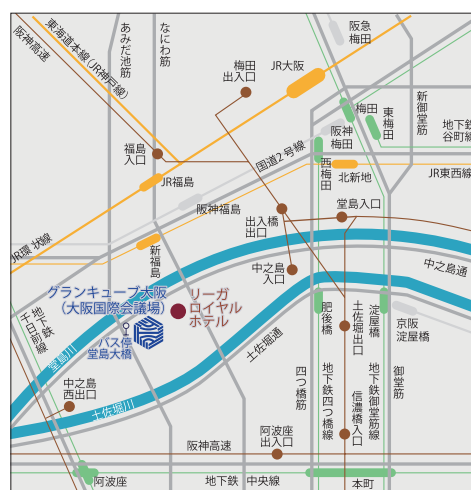 東海道本線(JR神戸線)
阪神高速
あみだ池筋
なにわ筋
阪急
梅田
梅田
出入口
JR大阪
新御堂筋
梅田
東梅田
地下鉄
谷町線
阪神
梅田
国道2号線
福島
入口
西梅田
北新地
JR東西線
JR福島
阪神福島
堂島入口
出入橋
出口
JR環状線
新福島
中之島
入口
中之島通
グランキューブ大阪
(大阪国際会議場)
リーガ
ロイヤル
ホテル
バス停
堂島大橋
地下鉄
千日前線
堂島川
土佐堀川
土佐堀通
肥後橋
土佐堀出口
淀屋橋
京阪
淀屋橋
中之島
西出口
四つ橋筋
地下鉄四つ橋線
信濃橋入口
地下鉄御堂筋線
御堂筋
阿波座
出入口
阪神高速
阿波座
地下鉄 中央線
本町